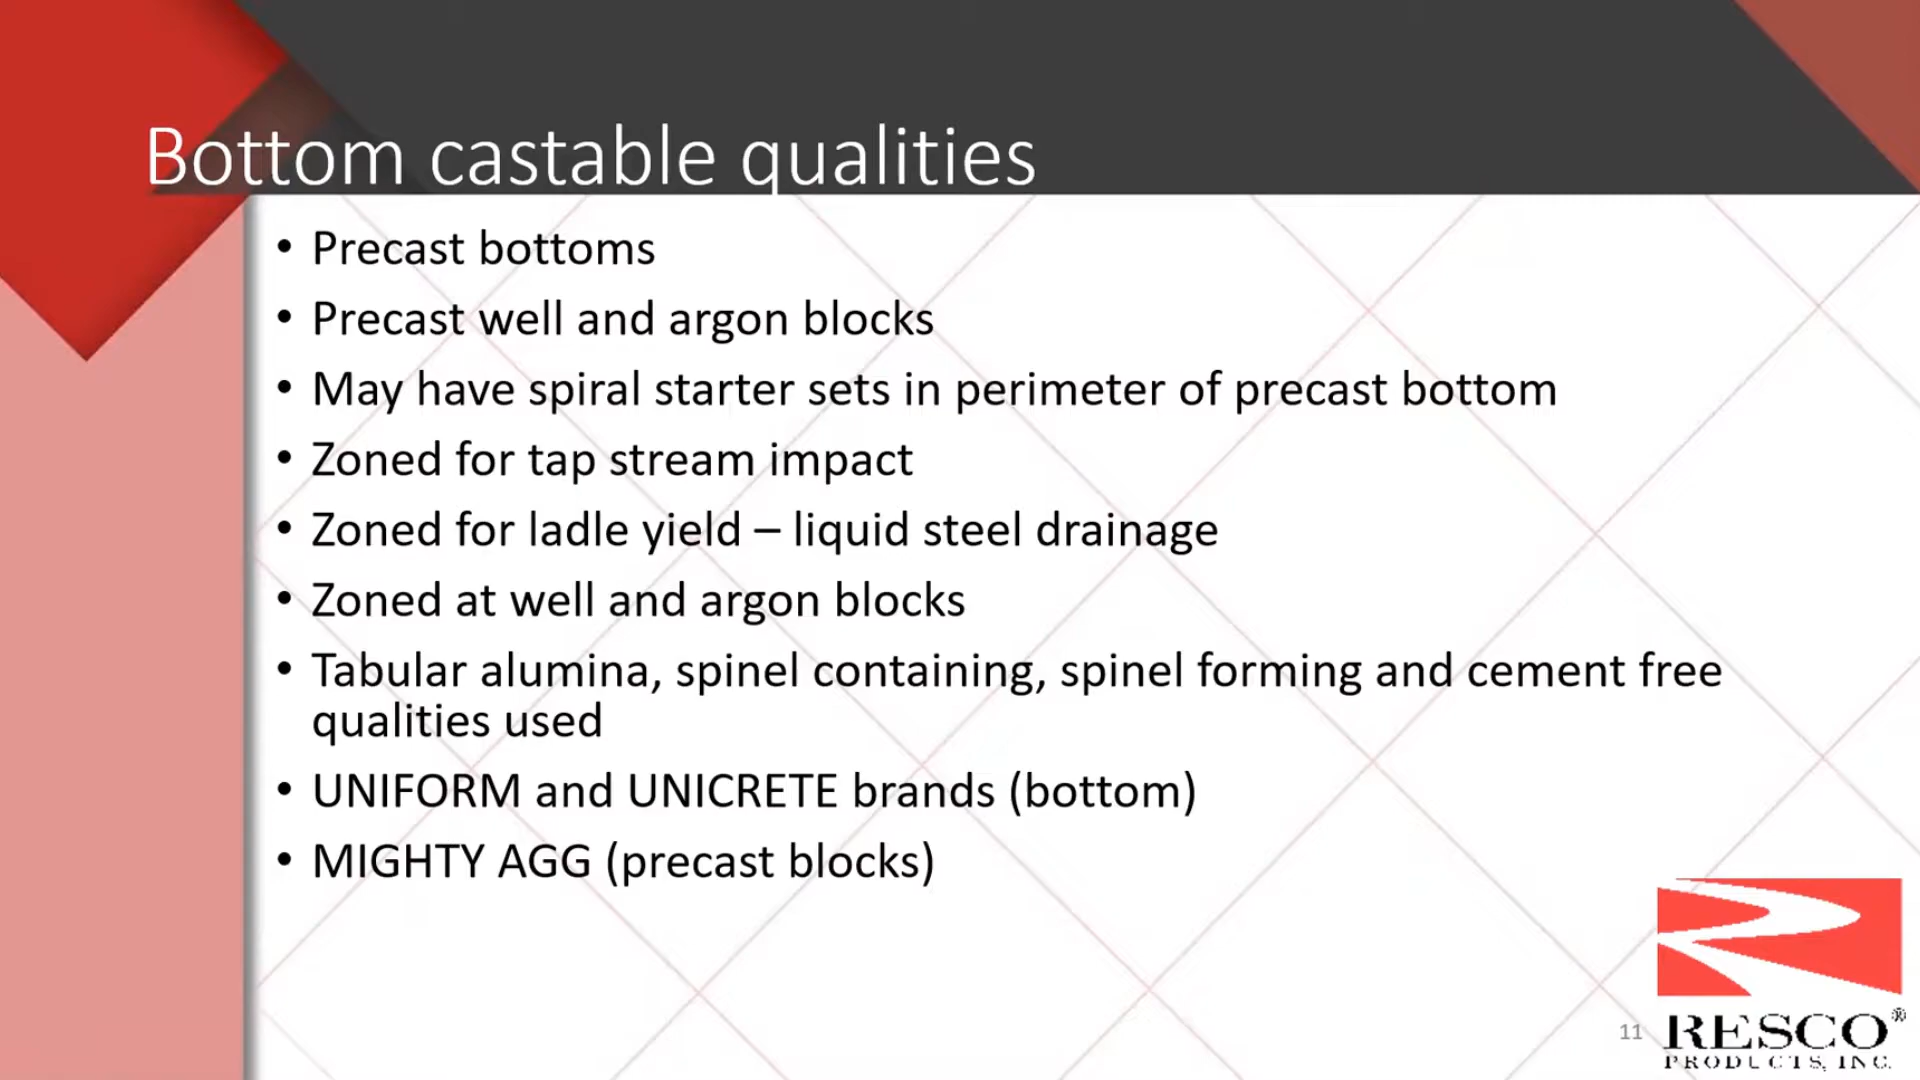 Bottom castable qualities
• Precast bottoms
• Precast well and argon blocks
• May have spiral starter sets in perimeter of precast bottom
• Zoned for tap stream impact
• Zoned for ladle yield – liquid steel drainage
• Zoned at well and argon blocks
• Tabular alumina, spinel containing, spinel forming and cement free
qualities used
• UNIFORM and UNICRETE brands (bottom)
• MIGHTY AGG (precast blocks)
11
RESCO®
PRODUCTS, INC.